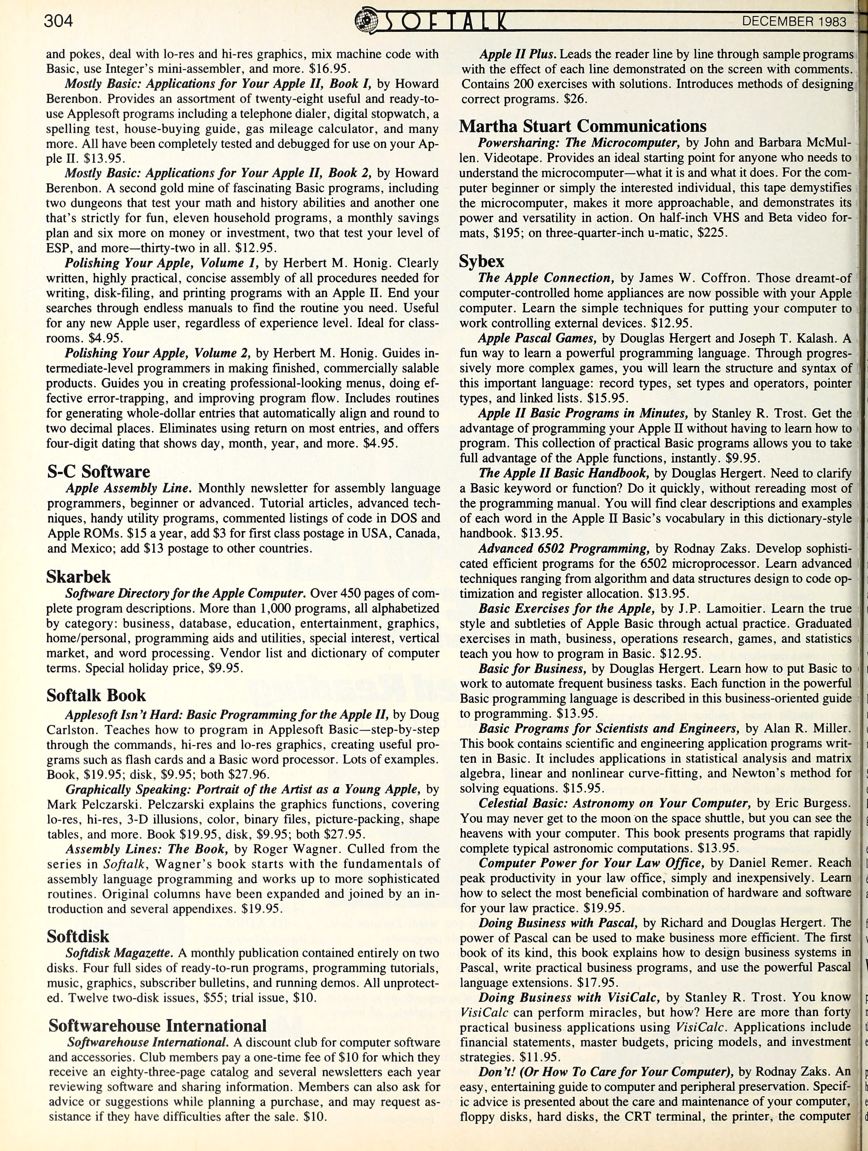 304
SOFTALK
DECEMBER 1983
and pokes, deal with lo-res and hi-res graphics, mix machine code with
Basic, use Integer's mini-assembler, and more. $16.95.
Mostly Basic: Applications for Your Apple II, Book I, by Howard
Berenbon. Provides an assortment of twenty-eight useful and ready-to-
use Applesoft programs including a telephone dialer, digital stopwatch, a
spelling test, house-buying guide, gas mileage calculator, and many
more. All have been completely tested and debugged for use on your Ap-
ple II. $13.95.
Mostly Basic: Applications for Your Apple II, Book 2, by Howard
Berenbon. A second gold mine of fascinating Basic programs, including
two dungeons that test your math and history abilities and another one
that's strictly for fun, eleven household programs, a monthly savings
plan and six more on money or investment, two that test your level of
ESP, and more—thirty-two in all. $12.95.
Polishing Your Apple, Volume 1, by Herbert M. Honig. Clearly
written, highly practical, concise assembly of all procedures needed for
writing, disk-filing, and printing programs with an Apple II. End your
searches through endless manuals to find the routine you need. Useful
for any new Apple user, regardless of experience level. Ideal for class-
rooms. $4.95.
Polishing Your Apple, Volume 2, by Herbert M. Honig. Guides in-
termediate-level programmers in making finished, commercially salable
products. Guides you in creating professional-looking menus, doing ef-
fective error-trapping, and improving program flow. Includes routines
for generating whole-dollar entries that automatically align and round to
two decimal places. Eliminates using return on most entries, and offers
four-digit dating that shows day, month, year, and more. $4.95.
S-C Software
Apple Assembly Line. Monthly newsletter for assembly language
programmers, beginner or advanced. Tutorial articles, advanced tech-
niques, handy utility programs, commented listings of code in DOS and
Apple ROMs. $15 a year, add $3 for first class postage in USA, Canada,
and Mexico; add $13 postage to other countries.
Skarbek
Software Directory for the Apple Computer. Over 450 pages of com-
plete program descriptions. More than 1,000 programs, all alphabetized
by category: business, database, education, entertainment, graphics,
home/personal, programming aids and utilities, special interest, vertical
market, and word processing. Vendor list and dictionary of computer
terms. Special holiday price, $9.95.
Softalk Book
Applesoft Isn't Hard: Basic Programming for the Apple II, by Doug
Carlston. Teaches how to program in Applesoft Basic—step-by-step
through the commands, hi-res and lo-res graphics, creating useful pro-
grams such as flash cards and a Basic word processor. Lots of examples.
Book, $19.95; disk, $9.95; both $27.96.
Graphically Speaking: Portrait of the Artist as a Young Apple, by
Mark Pelczarski. Pelczarski explains the graphics functions, covering
lo-res, hi-res, 3-D illusions, color, binary files, picture-packing, shape
tables, and more. Book $19.95, disk, $9.95; both $27.95.
Assembly Lines: The Book, by Roger Wagner. Culled from the
series in Softalk, Wagner's book starts with the fundamentals of
assembly language programming and works up to more sophisticated
routines. Original columns have been expanded and joined by an in-
troduction and several appendixes. $19.95.
Softdisk
Softdisk Magazette. A monthly publication contained entirely on two
disks. Four full sides of ready-to-run programs, programming tutorials,
music, graphics, subscriber bulletins, and running demos. All unprotect-
ed. Twelve two-disk issues, $55; trial issue, $10.
Softwarehouse International
Softwarehouse International. A discount club for computer software
and accessories. Club members pay a one-time fee of $10 for which they
receive an eighty-three-page catalog and several newsletters each year
reviewing software and sharing information. Members can also ask for
advice or suggestions while planning a purchase, and may request as-
sistance if they have difficulties after the sale. $10.
Apple II Plus. Leads the reader line by line through sample programs
with the effect of each line demonstrated on the screen with comments.
Contains 200 exercises with solutions. Introduces methods of designing
correct programs. $26.
Martha Stuart Communications
Powersharing: The Microcomputer, by John and Barbara McMul-
len. Videotape. Provides an ideal starting point for anyone who needs to
understand the microcomputer—what it is and what it does. For the com-
puter beginner or simply the interested individual, this tape demystifies
the microcomputer, makes it more approachable, and demonstrates its
power and versatility in action. On half-inch VHS and Beta video for-
mats, $195; on three-quarter-inch u-matic, $225.
Sybex
The Apple Connection, by James W. Coffron. Those dreamt-of
computer-controlled home appliances are now possible with your Apple
computer. Learn the simple techniques for putting your computer to
work controlling external devices. $12.95.
Apple Pascal Games, by Douglas Hergert and Joseph T. Kalash. A
fun way to learn a powerful programming language. Through progres-
sively more complex games, you will learn the structure and syntax of
this important language: record types, set types and operators, pointer
types, and linked lists. $15.95.
Apple II Basic Programs in Minutes, by Stanley R. Trost. Get the
advantage of programming your Apple II without having to learn how to
program. This collection of practical Basic programs allows you to take
full advantage of the Apple functions, instantly. $9.95.
The Apple II Basic Handbook, by Douglas Hergert. Need to clarify
a Basic keyword or function? Do it quickly, without rereading most of
the programming manual. You will find clear descriptions and examples
of each word in the Apple II Basic's vocabulary in this dictionary-style
handbook. $13.95.
Advanced 6502 Programming, by Rodnay Zaks. Develop sophisti-
cated efficient programs for the 6502 microprocessor. Learn advanced
techniques ranging from algorithm and data structures design to code op-
timization and register allocation. $13.95.
Basic Exercises for the Apple, by J.P. Lamoitier. Learn the true
style and subtleties of Apple Basic through actual practice. Graduated
exercises in math, business, operations research, games, and statistics
teach you how to program in Basic. $12.95.
Basic for Business, by Douglas Hergert. Learn how to put Basic to
work to automate frequent business tasks. Each function in the powerful
Basic programming language is described in this business-oriented guide
to programming. $13.95.
Basic Programs for Scientists and Engineers, by Alan R. Miller.
This book contains scientific and engineering application programs writ-
ten in Basic. It includes applications in statistical analysis and matrix
algebra, linear and nonlinear curve-fitting, and Newton's method for
solving equations. $15.95.
Celestial Basic: Astronomy on Your Computer, by Eric Burgess.
You may never get to the moon on the space shuttle, but you can see the
heavens with your computer. This book presents programs that rapidly
complete typical astronomic computations. $13.95.
Computer Power for Your Law Office, by Daniel Remer. Reach
peak productivity in your law office, simply and inexpensively. Learn
how to select the most beneficial combination of hardware and software
for your law practice. $19.95.
Doing Business with Pascal, by Richard and Douglas Hergert. The
power of Pascal can be used to make business more efficient. The first
book of its kind, this book explains how to design business systems in
Pascal, write practical business programs, and use the powerful Pascal
language extensions. $17.95.
Doing Business with VisiCalc, by Stanley R. Trost. You know
VisiCalc can perform miracles, but how? Here are more than forty
practical business applications using VisiCalc. Applications include
financial statements, master budgets, pricing models, and investment
strategies. $11.95.
Don't! (Or How To Care for Your Computer), by Rodnay Zaks. An
easy, entertaining guide to computer and peripheral preservation. Specif-
ic advice is presented about the care and maintenance of your computer,
floppy disks, hard disks, the CRT terminal, the printer, the computer